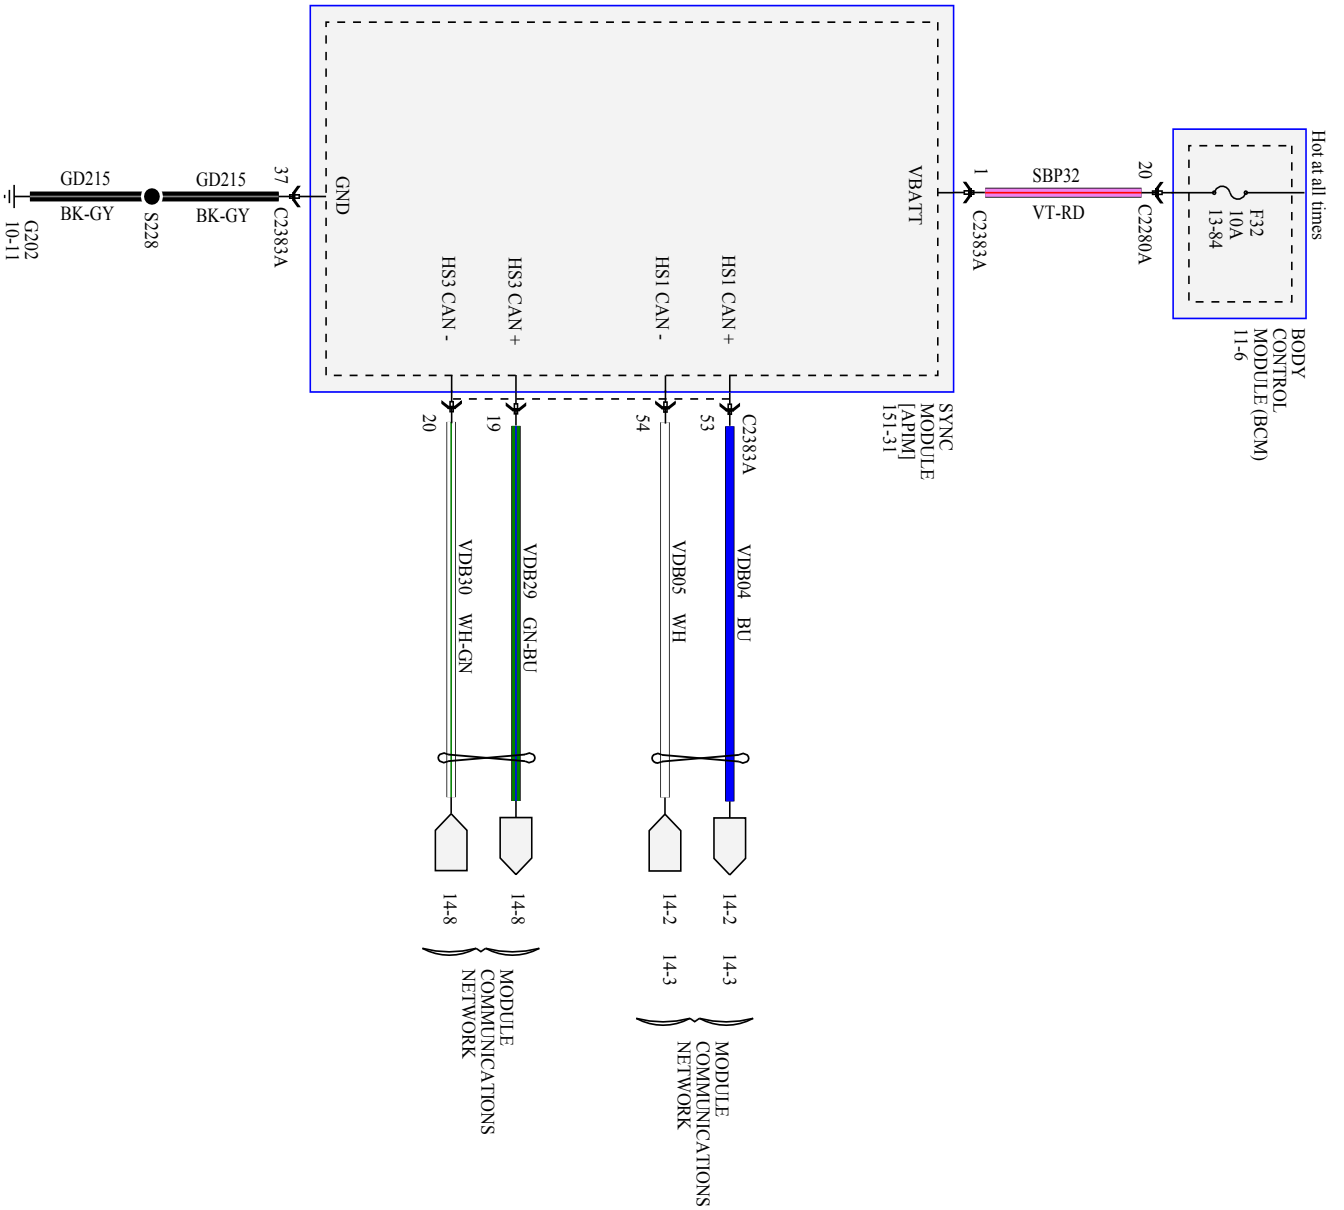 Hot at all times
F32
10A
13-84
BODY
CONTROL
MODULE (BCM)
11-6
20
C2280A
SBP32
VT-RD
1
C2383A
VBATT
SYNC
MODULE
[APIM]
151-31
HS1 CAN +
HS1 CAN -
HS3 CAN +
HS3 CAN -
GND
C2383A
53
54
19
20
VDB04 BU
VDB05 WH
VDB29 GN-BU
VDB30 WH-GN
14-2 14-3
14-2 14-3
14-8
14-8
MODULE
COMMUNICATIONS
NETWORK
MODULE
COMMUNICATIONS
NETWORK
37
C2383A
GD215
BK-GY
S228
GD215
BK-GY
G202
10-11